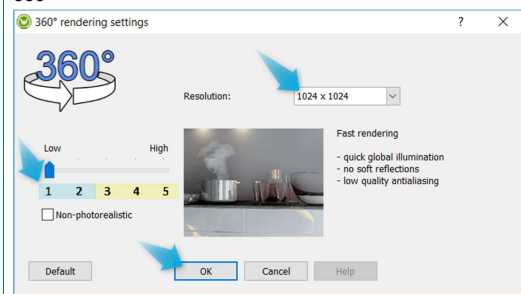 360° rendering settings
?
360°
Resolution:
1024 x 1024
Low
High
1 2 3 4 5
Non-photorealistic
Fast rendering
- quick global illumination
- no soft reflections
- low quality antialiasing
Default
OK
Cancel
Help